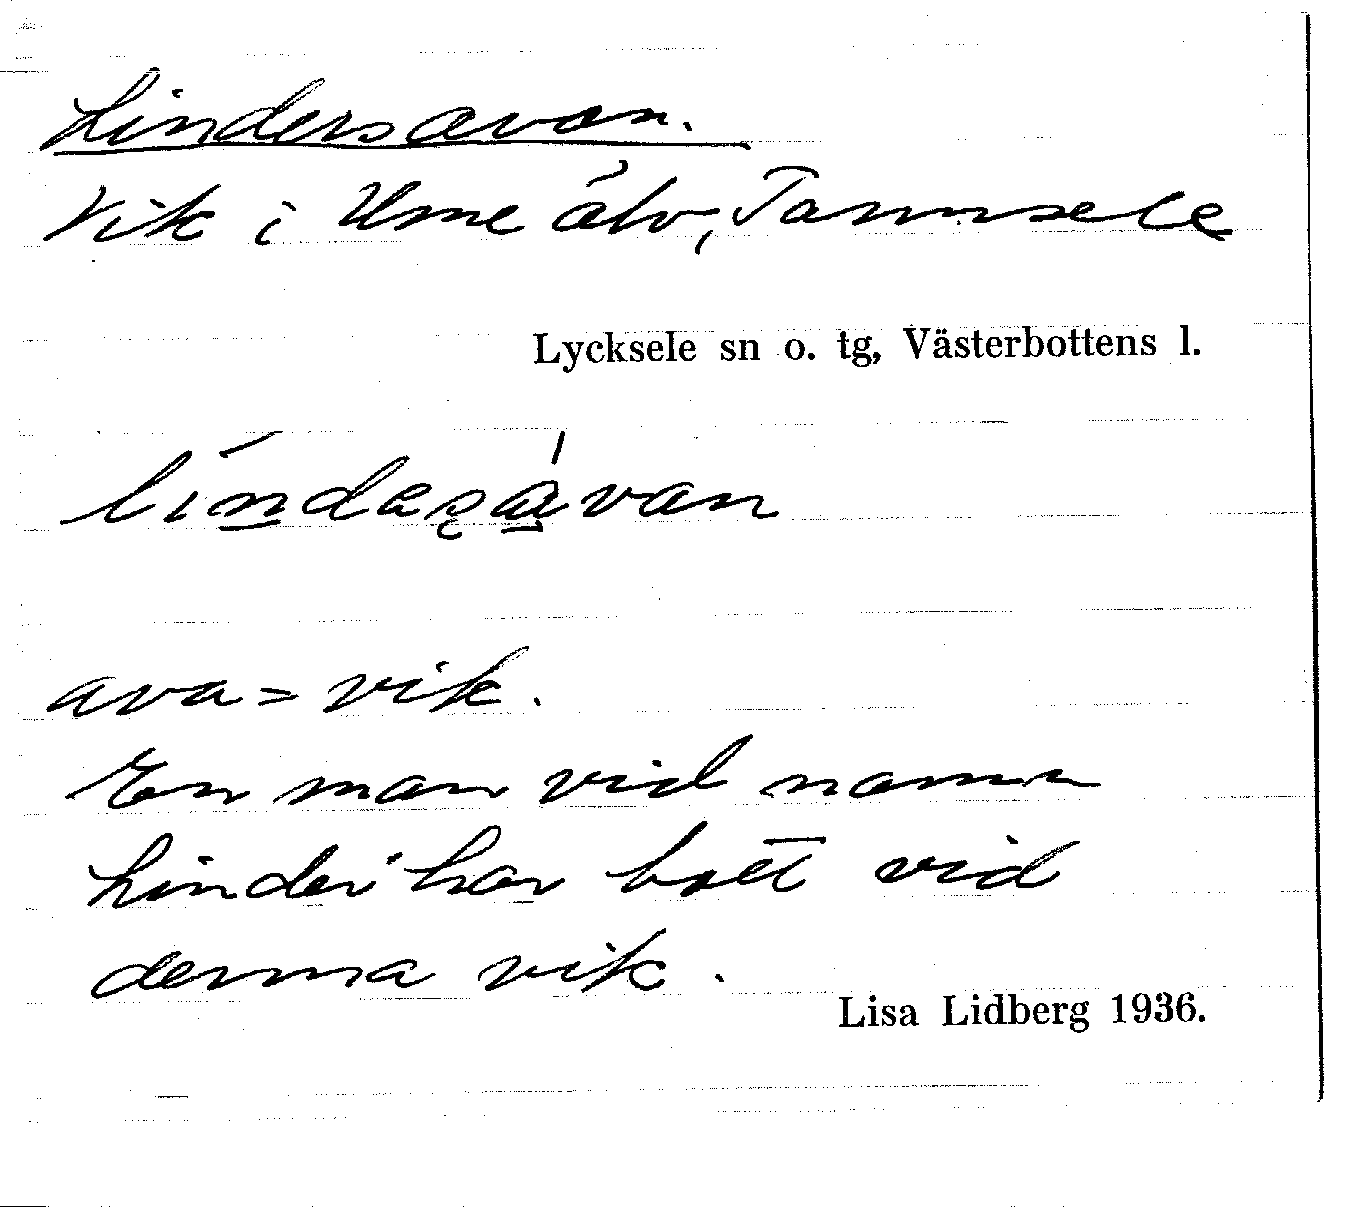 Lindersavan.
Vik i Ume älv, Tannsele
Lycksele sn o. tg, Västerbottens l.
ava = vik.
En man vid namn
Linder har bott vid
denna vik.
Lisa Lidberg 1936.